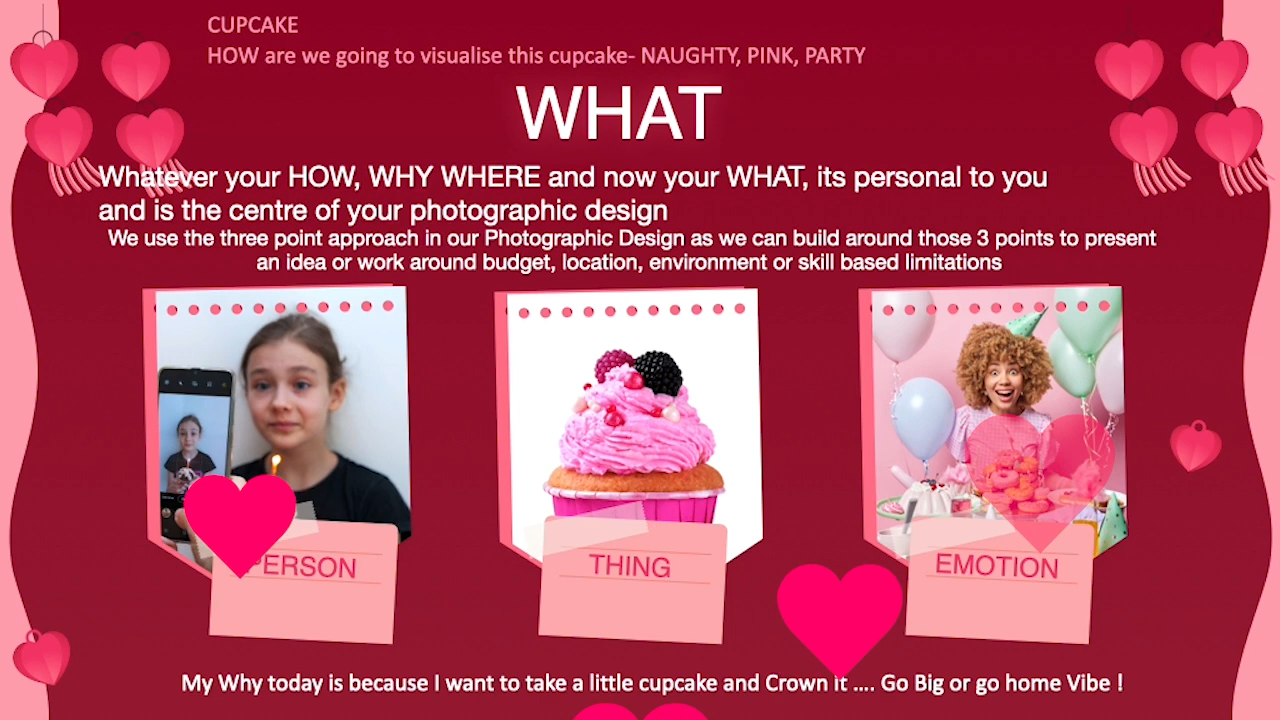 CUPCAKE
HOW are we going to visualise this cupcake- NAUGHTY, PINK, PARTY
WHAT
Whatever your HOW, WHY WHERE and now your WHAT, its personal to you
and is the centre of your photographic design
We use the three point approach in our Photographic Design as we can build around those 3 points to present
an idea or work around budget, location, environment or skill based limitations
PERSON
THING
EMOTION
My Why today is because I want to take a little cupcake and Crown it .... Go Big or go home Vibe !